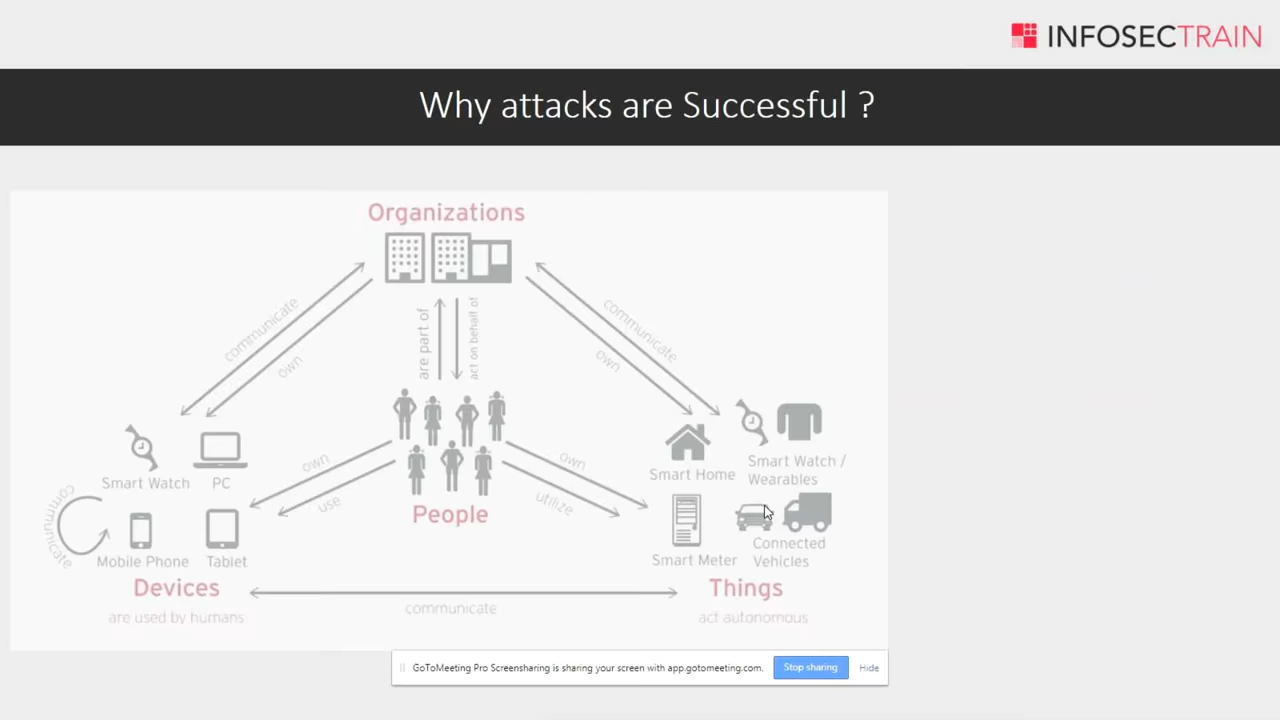 INFOSECTRAIN
Why attacks are Successful ?
Organizations
communicate
own
are part of
act on behalf of
communicate
own
Smart Watch
PC
communicate
Mobile Phone
Tablet
Devices
are used by humans
own
use
People
own
utilize
Smart Home
Smart Watch /
Wearables
Smart Meter
Connected
Vehicles
Things
act autonomous
communicate
GoToMeeting Pro Screensharing is sharing your screen with app.gotomeeting.com.
Stop sharing
Hide